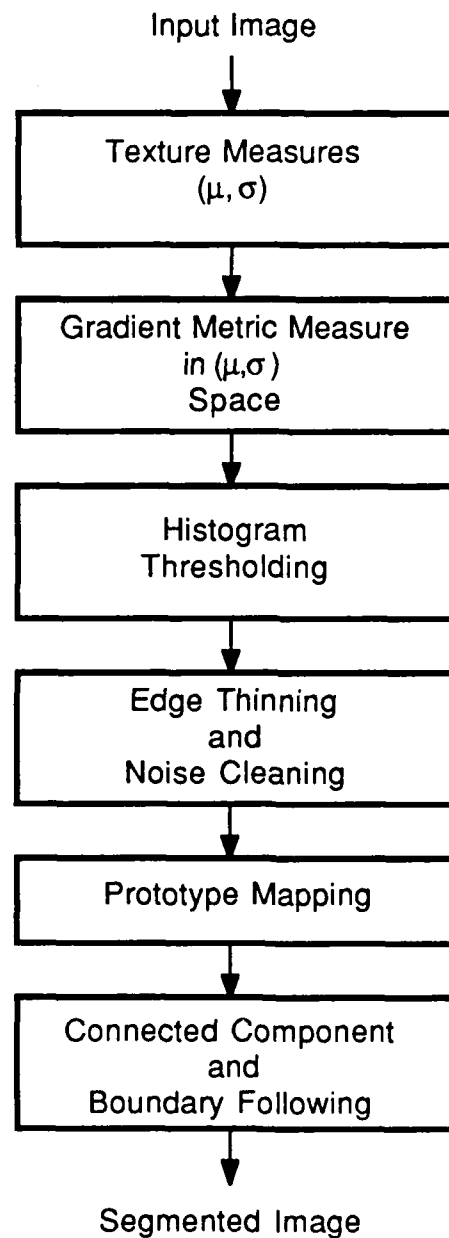 Input Image
Texture Measures
(μ, σ)
Gradient Metric Measure
in (μ,σ)
Space
Histogram
Thresholding
Edge Thinning
and
Noise Cleaning
Prototype Mapping
Connected Component
and
Boundary Following
Segmented Image